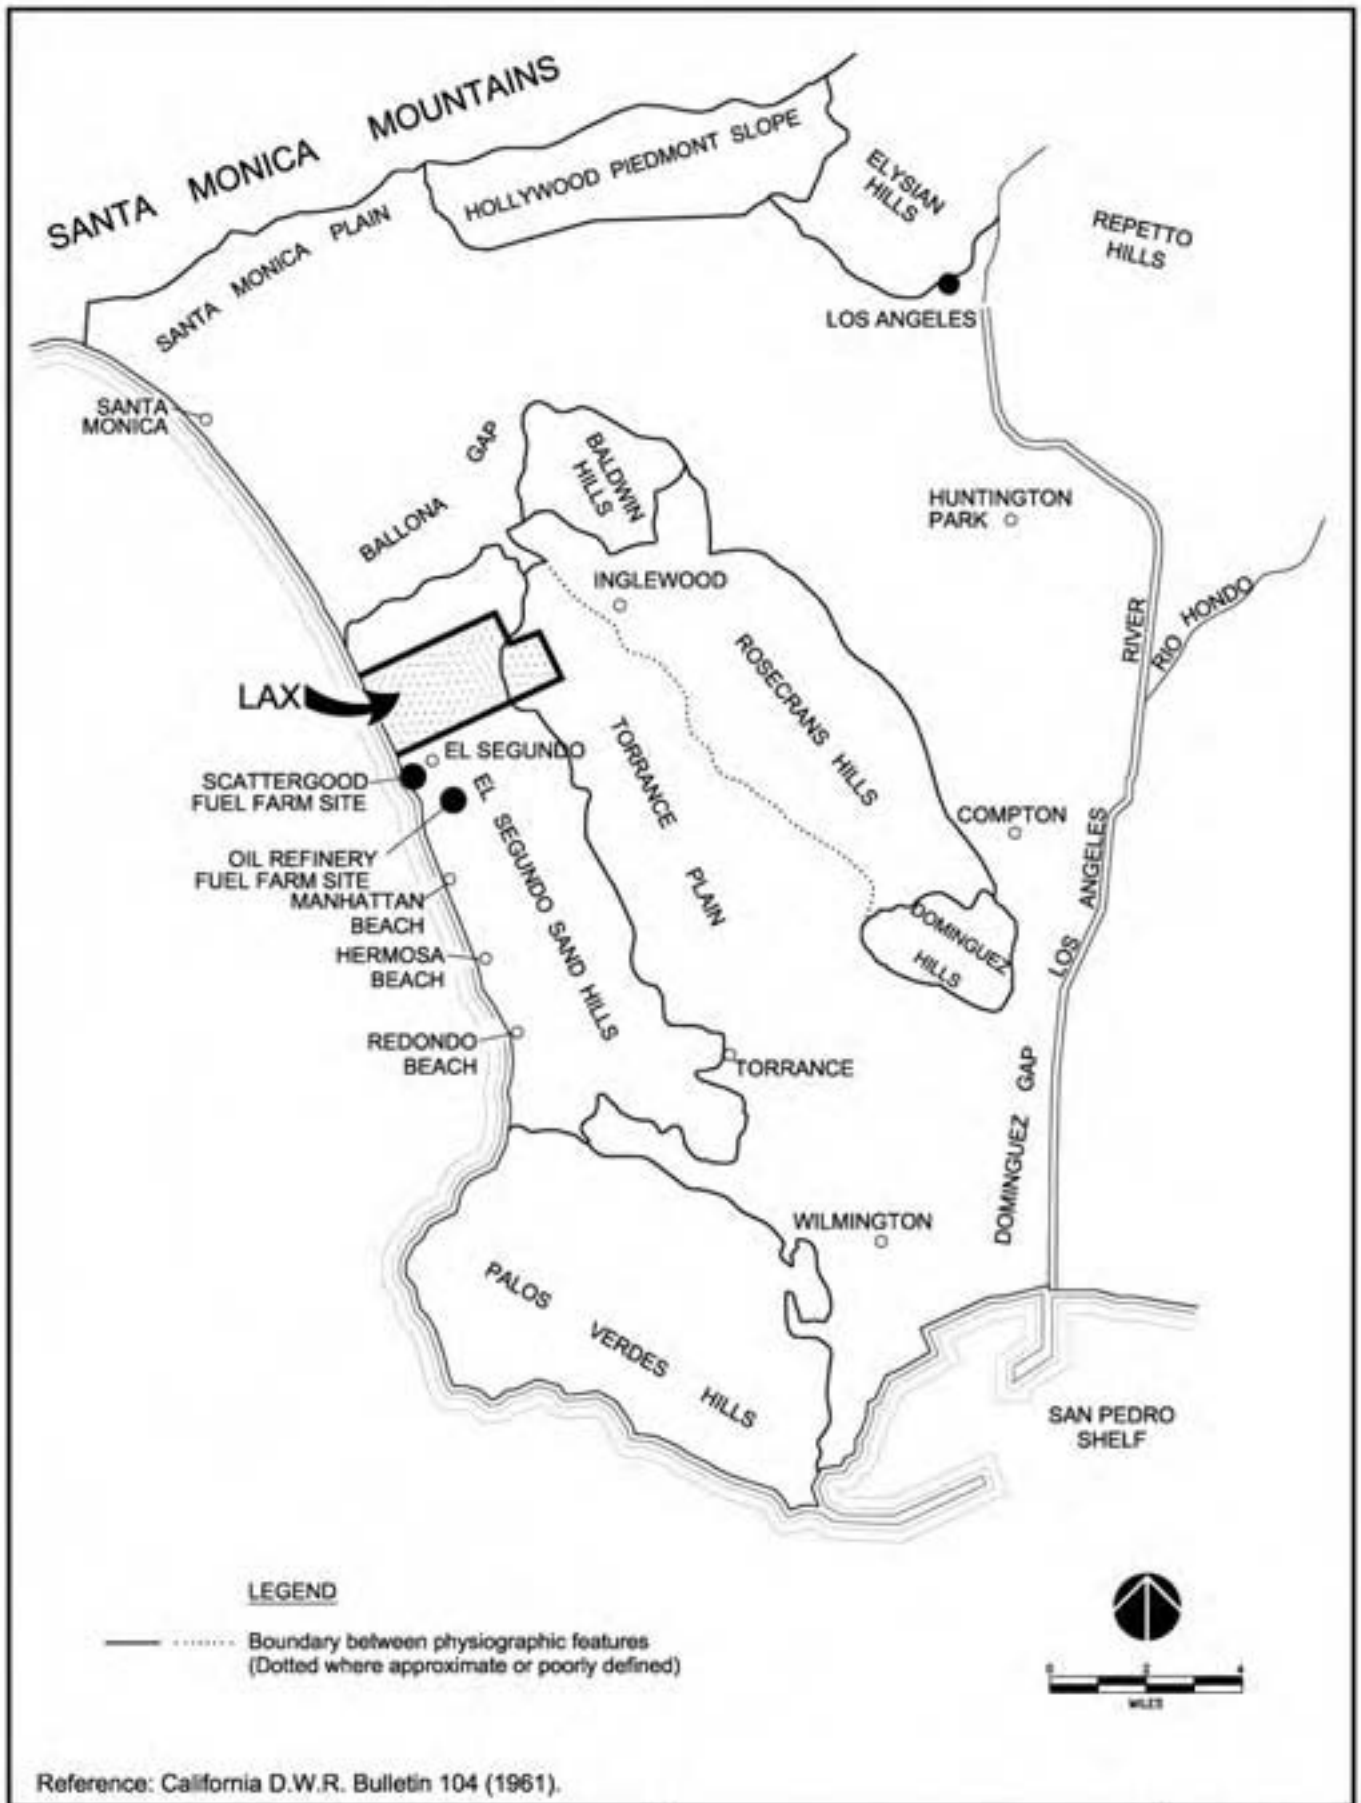 SANTA MONICA MOUNTAINS
HOLLYWOOD PIEDMONT SLOPE
SANTA MONICA PLAIN
ELYSIAN
HILLS
REPETTO
HILLS
LOS ANGELES
SANTA
MONICA
BALLONA GAP
BALDWIN
HILLS
HUNTINGTON
PARK
INGLEWOOD
RIVER
RIO HONDO
ROSECRANS HILLS
LAX
TORRANCE
PLAIN
EL SEGUNDO
SCATTERGOOD
FUEL FARM SITE
EL SEGUNDO SAND HILLS
COMPTON
OIL REFINERY
FUEL FARM SITE
MANHATTAN
BEACH
LOS ANGELES
DOMINGUEZ
HILLS
HERMOSA
BEACH
REDONDO
BEACH
TORRANCE
DOMINGUEZ GAP
WILMINGTON
PALOS VERDES HILLS
SAN PEDRO
SHELF
LEGEND
Boundary between physiographic features
(Dotted where approximate or poorly defined)
0 2 4
MILES
Reference: California D.W.R. Bulletin 104 (1961).